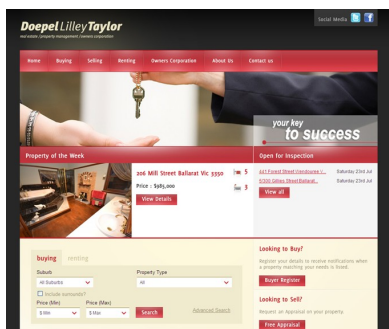 Doepel Lilley Taylor
real estate / property management / owners corporation
Social Media
Home Buying Selling Renting Owners Corporation About Us Contact us
your key
to success
Property of the Week
206 Mill Street Ballarat Vic 3350
5
Price : $985,000
3
View Details
Open for Inspection
Saturday 23rd Jul
Saturday 23rd Jul
View all
buying renting
Suburb
Property Type
All Suburbs
All
Include surrounds?
Price (Min)
Price (Max)
$ Min
$ Max
Search
Advanced Search
Looking to Buy?
Register your details to receive notifications when
a property matching your needs is listed.
Buyer Register
Looking to Sell?
Request an Appraisal on your property.
Free Appraisal